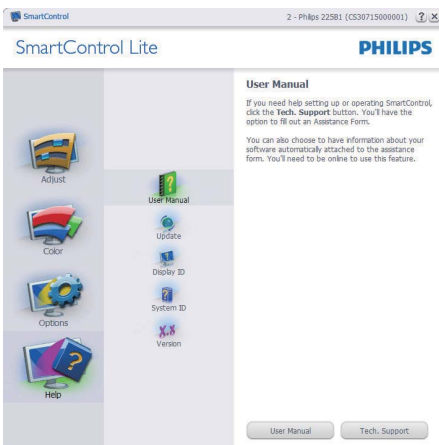 SmartControl
2 - Philips 225B1 (CS30715000001)
? X
SmartControl Lite
PHILIPS
Adjust
Color
Options
Help
User Manual
Update
Display ID
System ID
X.X
Version
User Manual
If you need help setting up or operating SmartControl,
click the Tech. Support button. You'll have the
option to fill out an Assistance Form.
You can also choose to have information about your
software automatically attached to the assistance
form. You'll need to be online to use this feature.
User Manual
Tech. Support